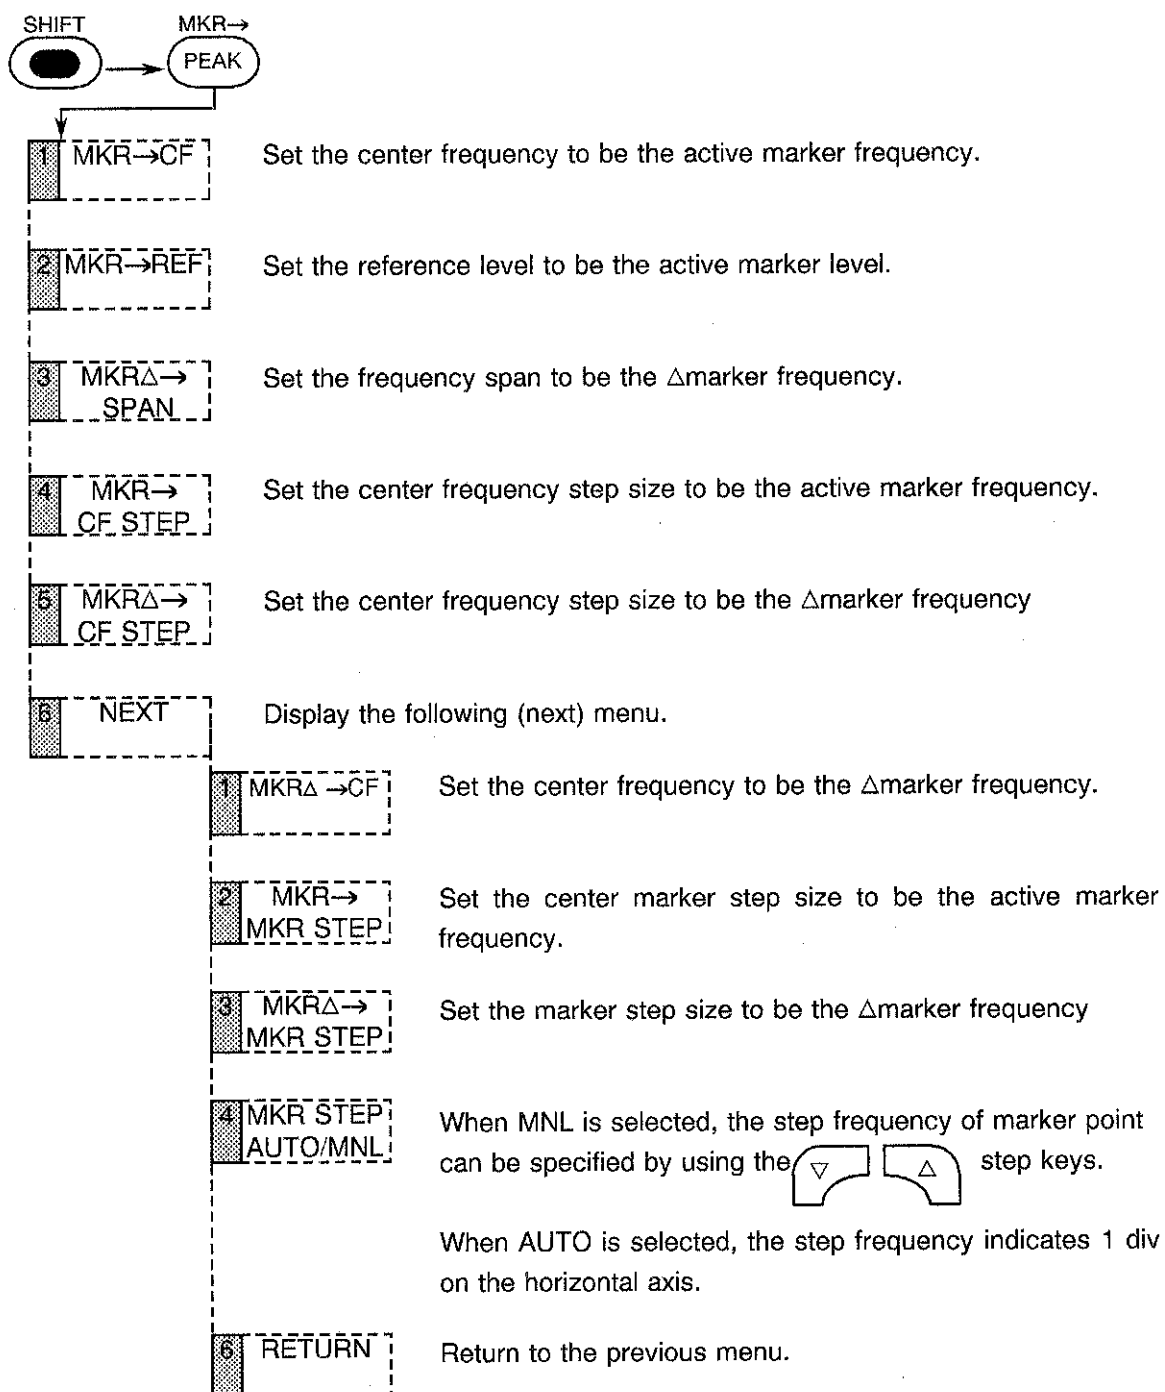 SHIFT MKR→
PEAK
1 MKR→CF Set the center frequency to be the active marker frequency.
2 MKR→REF Set the reference level to be the active marker level.
3 MKR△→ Set the frequency span to be the △marker frequency.
SPAN
4 MKR→ Set the center frequency step size to be the active marker frequency.
CF STEP
5 MKR△→ Set the center frequency step size to be the △marker frequency
CF STEP
6 NEXT Display the following (next) menu.
1 MKR△ →CF Set the center frequency to be the △marker frequency.
2 MKR→ Set the center marker step size to be the active marker
MKR STEP frequency.
3 MKR△→ Set the marker step size to be the △marker frequency
MKR STEP
4 MKR STEP When MNL is selected, the step frequency of marker point
AUTO/MNL can be specified by using the ▽ △ step keys.
When AUTO is selected, the step frequency indicates 1 div
on the horizontal axis.
6 RETURN Return to the previous menu.